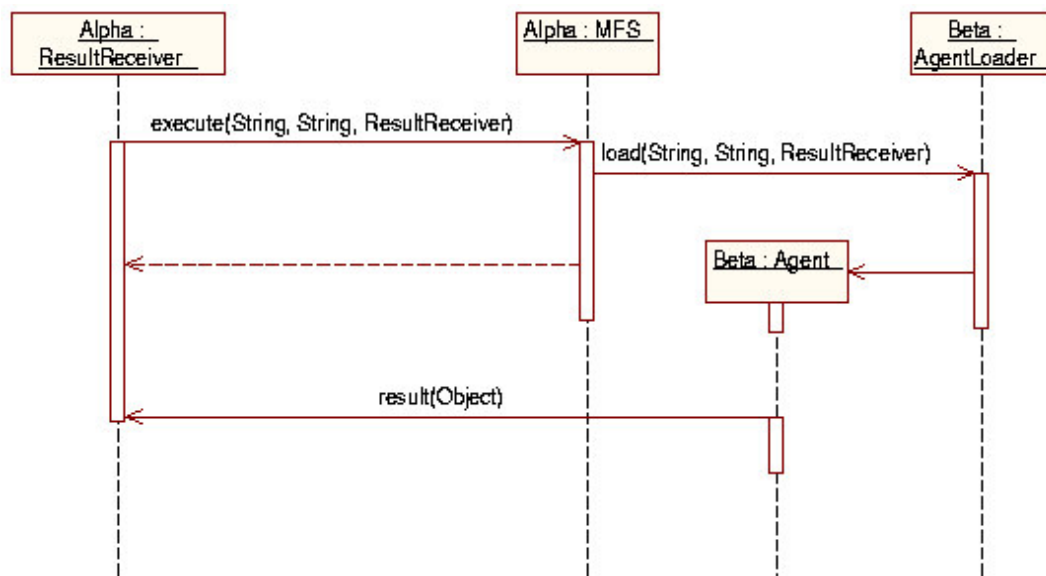 Alpha :
ResultReceiver
Alpha : MFS
Beta :
AgentLoader
execute(String, String, ResultReceiver)
load(String, String, ResultReceiver)
Beta : Agent
result(Object)